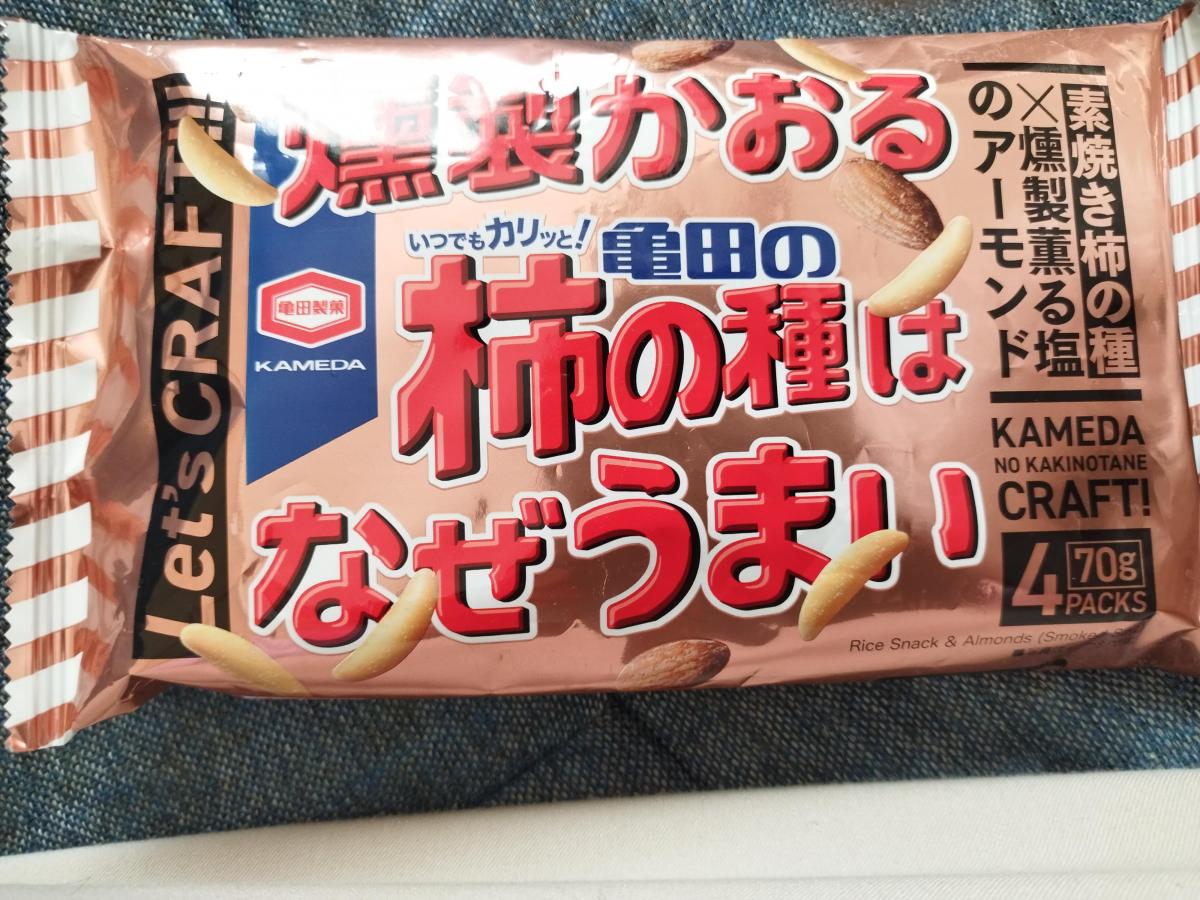 Let's CRAFT!!
燻製かおる
いつでもカリッと!
亀田の
柿の種は
なぜうまい
亀田製菓
KAMEDA
素焼き柿の種
×燻製薫る塩
のアーモンド
KAMEDA
NO KAKINOTANE
CRAFT!
4
70g
PACKS
Rice Snack & Almonds